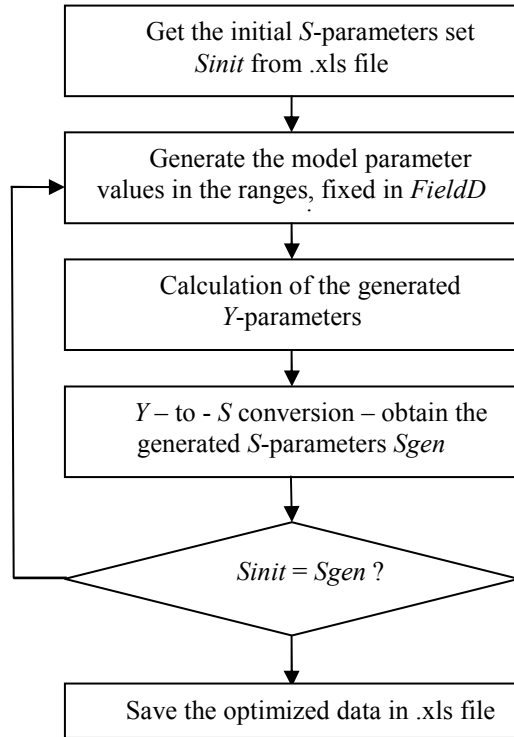 Get the initial S-parameters set
Sinit from .xls file
Generate the model parameter
values in the ranges, fixed in FieldD
.
Calculation of the generated
Y-parameters
Y – to - S conversion – obtain the
generated S-parameters Sgen
Sinit = Sgen ?
Save the optimized data in .xls file